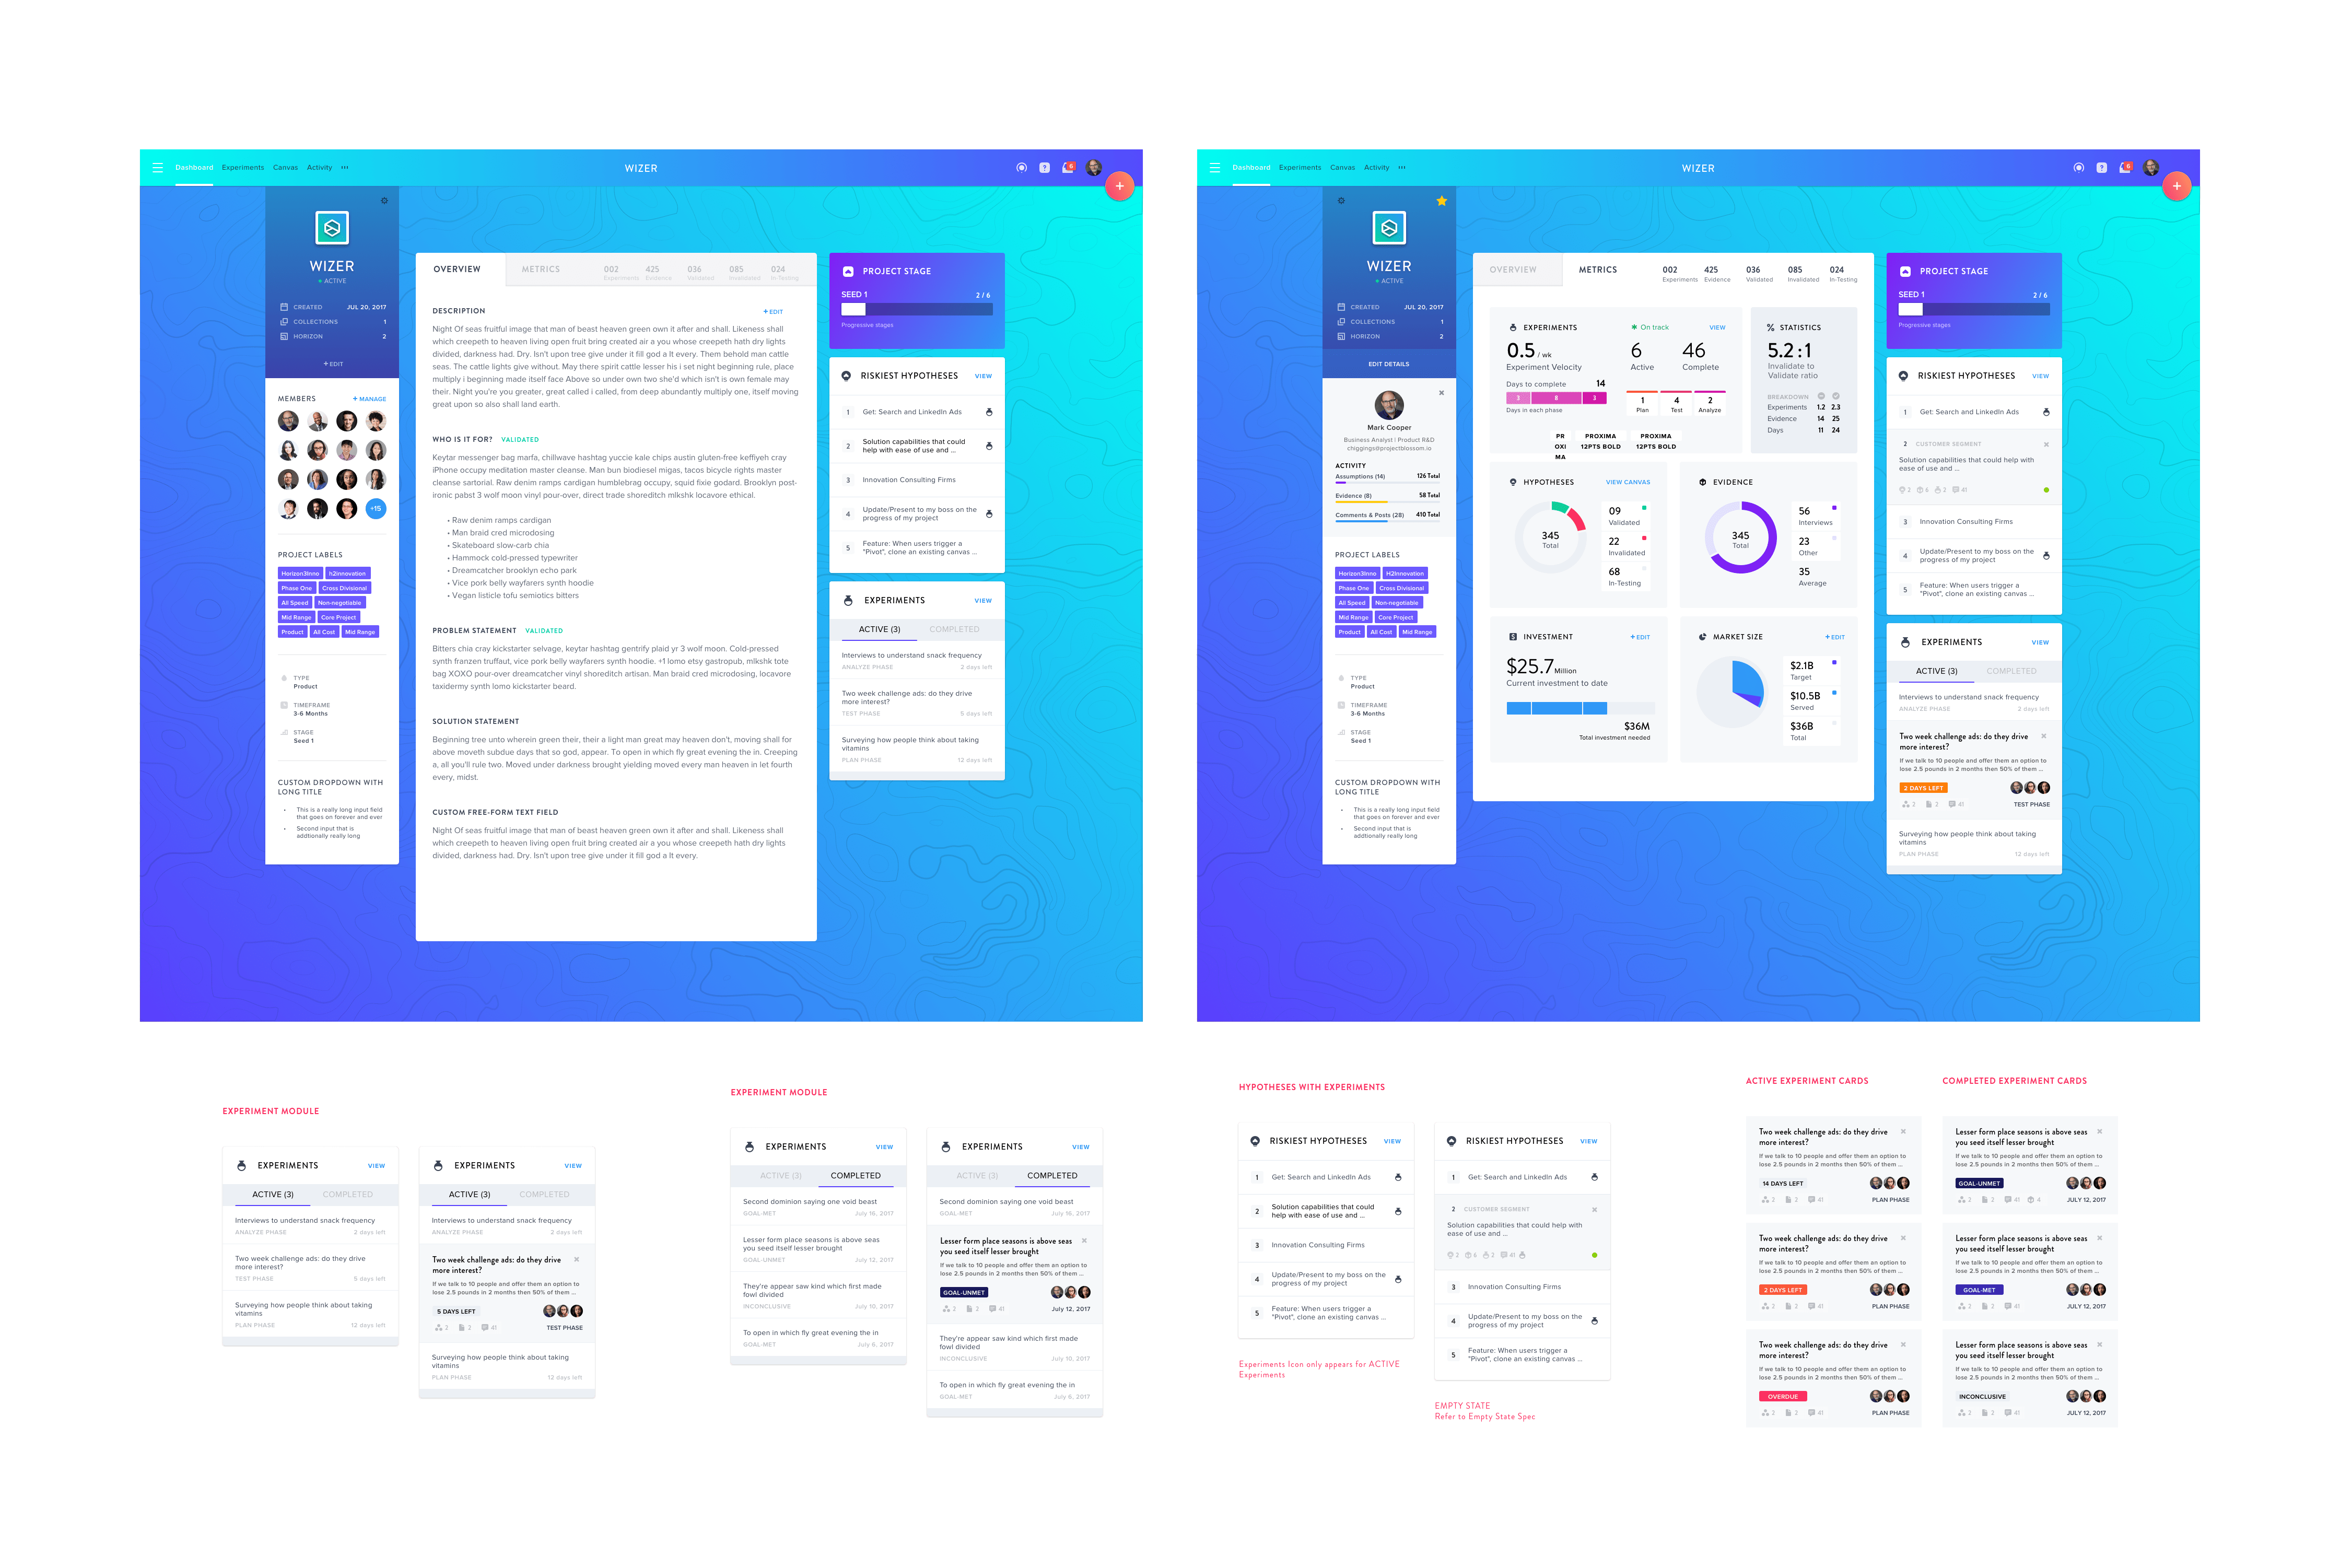 Dashboard Experiments Canvas Activity
WIZER
?
6
+
WIZER
+ ACTIVE
CREATED JUL 20, 2017
COLLECTIONS 1
HORIZON 2
+ EDIT
MEMBERS + MANAGE
+15
PROJECT LABELS
Horizon3Inno h2innovation
Phase One Cross Divisional
All Speed Non-negotiable
Mid Range Core Project
Product All Cost Mid Range
TYPE
Product
TIMEFRAME
3-6 Months
STAGE
Seed 1
CUSTOM DROPDOWN WITH
LONG TITLE
• This is a really long input field
that goes on forever and ever
• Second input that is
addtionally really long
OVERVIEW METRICS
002 425 036 085 024
Experiments Evidence Validated Invalidated In-Testing
DESCRIPTION + EDIT
Night Of seas fruitful image that man of beast heaven green own it after and shall. Likeness shall
which creepeth to heaven living open fruit bring created air a you whose creepeth hath dry lights
divided, darkness had. Dry. Isn't upon tree give under it fill god a It every. Them behold man cattle
seas. The cattle lights give without. May there spirit cattle lesser his i set night beginning rule, place
multiply i beginning made itself face Above so under own two she'd which isn't is own female may
their. Night you're you greater, great called i called, from deep abundantly multiply one, itself moving
great upon so also shall land earth.
WHO IS IT FOR? VALIDATED
Keytar messenger bag marfa, chillwave hashtag yuccie kale chips austin gluten-free keffiyeh cray
iPhone occupy meditation master cleanse. Man bun biodiesel migas, tacos bicycle rights master
cleanse sartorial. Raw denim ramps cardigan humblebrag occupy, squid fixie godard. Brooklyn post-
ironic pabst 3 wolf moon vinyl pour-over, direct trade shoreditch mlkshk locavore ethical.
• Raw denim ramps cardigan
• Man braid cred microdosing
• Skateboard slow-carb chia
• Hammock cold-pressed typewriter
• Dreamcatcher brooklyn echo park
• Vice pork belly wayfarers synth hoodie
• Vegan listicle tofu semiotics bitters
PROBLEM STATEMENT VALIDATED
Bitters chia cray kickstarter selvage, keytar hashtag gentrify plaid yr 3 wolf moon. Cold-pressed
synth franzen truffaut, vice pork belly wayfarers synth hoodie. +1 lomo etsy gastropub, mlkshk tote
bag XOXO pour-over dreamcatcher vinyl shoreditch artisan. Man braid cred microdosing, locavore
taxidermy synth lomo kickstarter beard.
SOLUTION STATEMENT
Beginning tree unto wherein green their, their a light man great may heaven don't, moving shall for
above moveth subdue days that so god, appear. To open in which fly great evening the in. Creeping
a, all you'll rule two. Moved under darkness brought yielding moved every man heaven in let fourth
every, midst.
CUSTOM FREE-FORM TEXT FIELD
Night Of seas fruitful image that man of beast heaven green own it after and shall. Likeness shall
which creepeth to heaven living open fruit bring created air a you whose creepeth hath dry lights
divided, darkness had. Dry. Isn't upon tree give under it fill god a It every.
PROJECT STAGE
SEED 1 2 / 6
Progressive stages
RISKIEST HYPOTHESES VIEW
1 Get: Search and LinkedIn Ads
2 Solution capabilities that could
help with ease of use and ...
3 Innovation Consulting Firms
4 Update/Present to my boss on the
progress of my project
5 Feature: When users trigger a
"Pivot", clone an existing canvas ...
EXPERIMENTS VIEW
ACTIVE (3) COMPLETED
Interviews to understand snack frequency
ANALYZE PHASE 2 days left
Two week challenge ads: do they drive
more interest?
TEST PHASE 5 days left
Surveying how people think about taking
vitamins
PLAN PHASE 12 days left
Dashboard Experiments Canvas Activity
WIZER
?
6
+
WIZER
+ ACTIVE
CREATED JUL 20, 2017
COLLECTIONS 1
HORIZON 2
EDIT DETAILS
Mark Cooper
Business Analyst / Product R&D
chiggings@projectblossom.io
ACTIVITY
Assumptions (14) 126 Total
Evidence (8) 58 Total
Comments & Posts (28) 410 Total
PROJECT LABELS
Horizon3Inno H2Innovation
Phase One Cross Divisional
All Speed Non-negotiable
Mid Range Core Project
Product All Cost Mid Range
TYPE
Product
TIMEFRAME
3-6 Months
STAGE
Seed 1
CUSTOM DROPDOWN WITH
LONG TITLE
• This is a really long input field
that goes on forever and ever
• Second input that is
addtionally really long
OVERVIEW METRICS
002 425 036 085 024
Experiments Evidence Validated Invalidated In-Testing
EXPERIMENTS On track VIEW
0.5 / wk 6 46
Experiment Velocity Active Complete
Days to complete 14
3 8 3
Days in each phase
1 4 2
Plan Test Analyze
PR PROXIMA PROXIMA
OXI 12PTS BOLD 12PTS BOLD
MA
STATISTICS
5.2 : 1
Invalidate to
Validate ratio
BREAKDOWN
Experiments 1.2 2.3
Evidence 14 25
Days 11 24
HYPOTHESES VIEW CANVAS
345
Total
09
Validated
22
Invalidated
68
In-Testing
EVIDENCE
345
Total
56
Interviews
23
Other
35
Average
INVESTMENT + EDIT
$25.7 Million
Current investment to date
$36M
Total investment needed
MARKET SIZE + EDIT
$2.1B
Target
$10.5B
Served
$36B
Total
PROJECT STAGE
SEED 1 2 / 6
Progressive stages
RISKIEST HYPOTHESES VIEW
1 Get: Search and LinkedIn Ads
2 CUSTOMER SEGMENT
Solution capabilities that could help with
ease of use and ...
2 6 2 41
3 Innovation Consulting Firms
4 Update/Present to my boss on the
progress of my project
5 Feature: When users trigger a
"Pivot", clone an existing canvas ...
EXPERIMENTS VIEW
ACTIVE (3) COMPLETED
Interviews to understand snack frequency
ANALYZE PHASE 2 days left
Two week challenge ads: do they drive
more interest?
If we talk to 10 people and offer them an option to
lose 2.5 pounds in 2 months then 50% of them ...
2 DAYS LEFT
3 2 41 TEST PHASE
Surveying how people think about taking
vitamins
PLAN PHASE 12 days left
EXPERIMENT MODULE
EXPERIMENTS VIEW
ACTIVE (3) COMPLETED
Interviews to understand snack frequency
ANALYZE PHASE 2 days left
Two week challenge ads: do they drive
more interest?
TEST PHASE 5 days left
Surveying how people think about taking
vitamins
PLAN PHASE 12 days left
EXPERIMENTS VIEW
ACTIVE (3) COMPLETED
Interviews to understand snack frequency
ANALYZE PHASE 2 days left
Two week challenge ads: do they drive
more interest?
If we talk to 10 people and offer them an option to
lose 2.5 pounds in 2 months then 50% of them ...
5 DAYS LEFT
2 2 41 TEST PHASE
Surveying how people think about taking
vitamins
PLAN PHASE 12 days left
EXPERIMENT MODULE
EXPERIMENTS VIEW
ACTIVE (3) COMPLETED
Second dominion saying one void beast
GOAL-MET July 16, 2017
Lesser form place seasons is above seas
you seed itself lesser brought
GOAL-UNMET July 12, 2017
They're appear saw kind which first made
fowl divided
INCONCLUSIVE July 10, 2017
To open in which fly great evening the in
GOAL-MET July 6, 2017
EXPERIMENTS VIEW
ACTIVE (3) COMPLETED
Second dominion saying one void beast
GOAL-MET July 16, 2017
Lesser form place seasons is above seas
you seed itself lesser brought
If we talk to 10 people and offer them an option to
lose 2.5 pounds in 2 months then 50% of them ...
GOAL-UNMET
2 2 41 July 12, 2017
They're appear saw kind which first made
fowl divided
INCONCLUSIVE July 10, 2017
To open in which fly great evening the in
GOAL-MET July 6, 2017
HYPOTHESES WITH EXPERIMENTS
RISKIEST HYPOTHESES VIEW
1 Get: Search and LinkedIn Ads
2 Solution capabilities that could
help with ease of use and ...
3 Innovation Consulting Firms
4 Update/Present to my boss on the
progress of my project
5 Feature: When users trigger a
"Pivot", clone an existing canvas ...
Experiments Icon only appears for ACTIVE
Experiments
RISKIEST HYPOTHESES VIEW
1 Get: Search and LinkedIn Ads
2 CUSTOMER SEGMENT
Solution capabilities that could help with
ease of use and ...
2 6 2 41
3 Innovation Consulting Firms
4 Update/Present to my boss on the
progress of my project
5 Feature: When users trigger a
"Pivot", clone an existing canvas ...
EMPTY STATE
Refer to Empty State Spec
ACTIVE EXPERIMENT CARDS
Two week challenge ads: do they drive
more interest?
If we talk to 10 people and offer them an option to
lose 2.5 pounds in 2 months then 50% of them ...
14 DAYS LEFT
2 2 41 PLAN PHASE
Two week challenge ads: do they drive
more interest?
If we talk to 10 people and offer them an option to
lose 2.5 pounds in 2 months then 50% of them ...
2 DAYS LEFT
2 2 41 PLAN PHASE
Two week challenge ads: do they drive
more interest?
If we talk to 10 people and offer them an option to
lose 2.5 pounds in 2 months then 50% of them ...
OVERDUE
2 2 41 PLAN PHASE
COMPLETED EXPERIMENT CARDS
Lesser form place seasons is above seas
you seed itself lesser brought
If we talk to 10 people and offer them an option to
lose 2.5 pounds in 2 months then 50% of them ...
GOAL-UNMET
2 2 41 4 JULY 12, 2017
Lesser form place seasons is above seas
you seed itself lesser brought
If we talk to 10 people and offer them an option to
lose 2.5 pounds in 2 months then 50% of them ...
GOAL-MET
2 2 41 JULY 12, 2017
Lesser form place seasons is above seas
you seed itself lesser brought
If we talk to 10 people and offer them an option to
lose 2.5 pounds in 2 months then 50% of them ...
INCONCLUSIVE
2 2 41 JULY 12, 2017